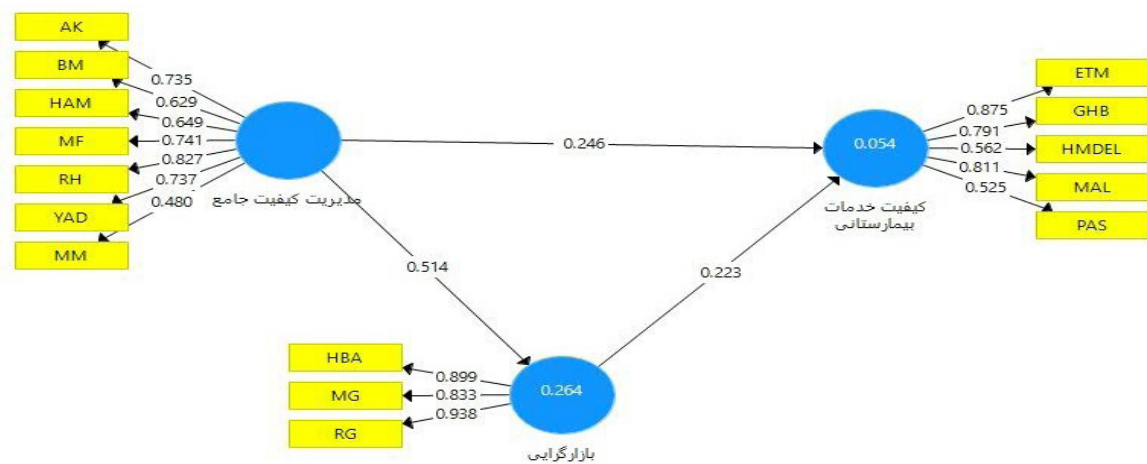 AK
BM
HAM
MF
RH
YAD
MM
0.735
0.629
0.649
0.741
0.827
0.737
0.480
مدیریت کیفیت جامع
0.246
0.514
0.223
0.054
کیفیت خدمات
بیمارستانی
0.875
0.791
0.562
0.811
0.525
ETM
GHB
HMDEL
MAL
PAS
HBA
MG
RG
0.899
0.833
0.938
0.264
بازارگرایی